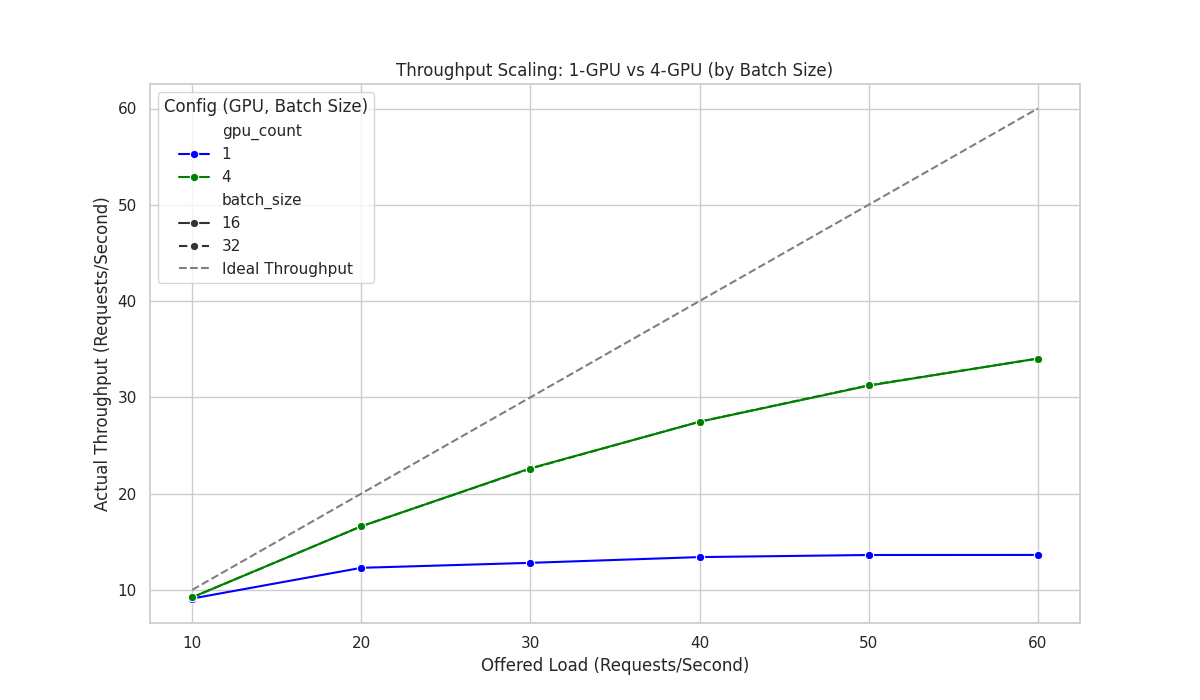 Throughput Scaling: 1-GPU vs 4-GPU (by Batch Size)
Config (GPU, Batch Size)
gpu_count
1
4
batch_size
16
32
Ideal Throughput
Actual Throughput (Requests/Second)
60
50
40
30
20
10
10 20 30 40 50 60
Offered Load (Requests/Second)